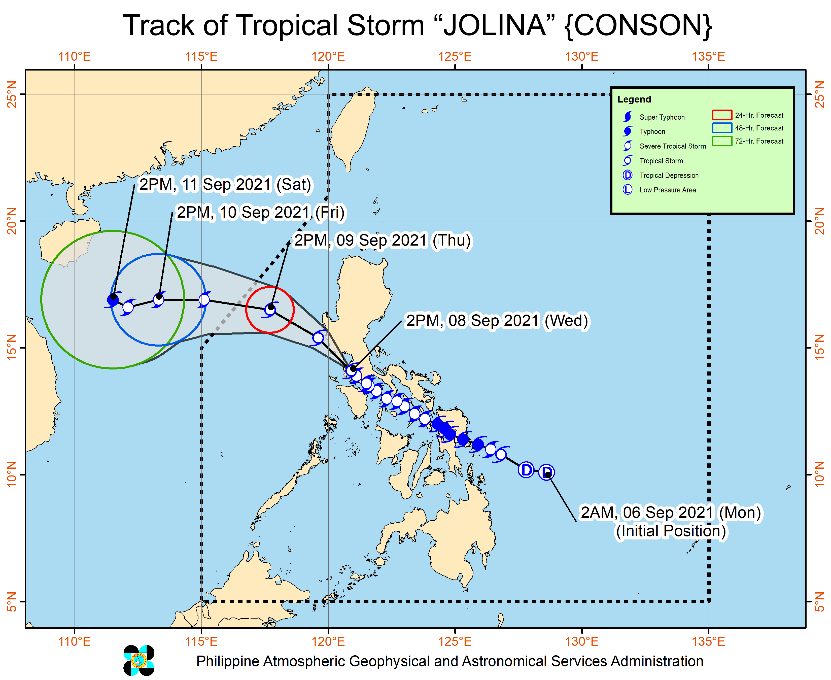 Track of Tropical Storm “JOLINA” {CONSON}
110°E 115°E 120°E 125°E 130°E 135°E
25°N 25°N
Legend
Super Typhoon
Typhoon
Severe Tropical Storm
Tropical Storm
D Tropical Depression
L Low Pressure Area
24-Hr. Forecast
48-Hr. Forecast
72-Hr. Forecast
2PM, 11 Sep 2021 (Sat)
2PM, 10 Sep 2021 (Fri)
20°N 20°N
2PM, 09 Sep 2021 (Thu)
2PM, 08 Sep 2021 (Wed)
15°N 15°N
D D
10°N 10°N
2AM, 06 Sep 2021 (Mon)
(Initial Position)
5°N 5°N
110°E 115°E 120°E 125°E 130°E 135°E
Philippine Atmospheric Geophysical and Astronomical Services Administration